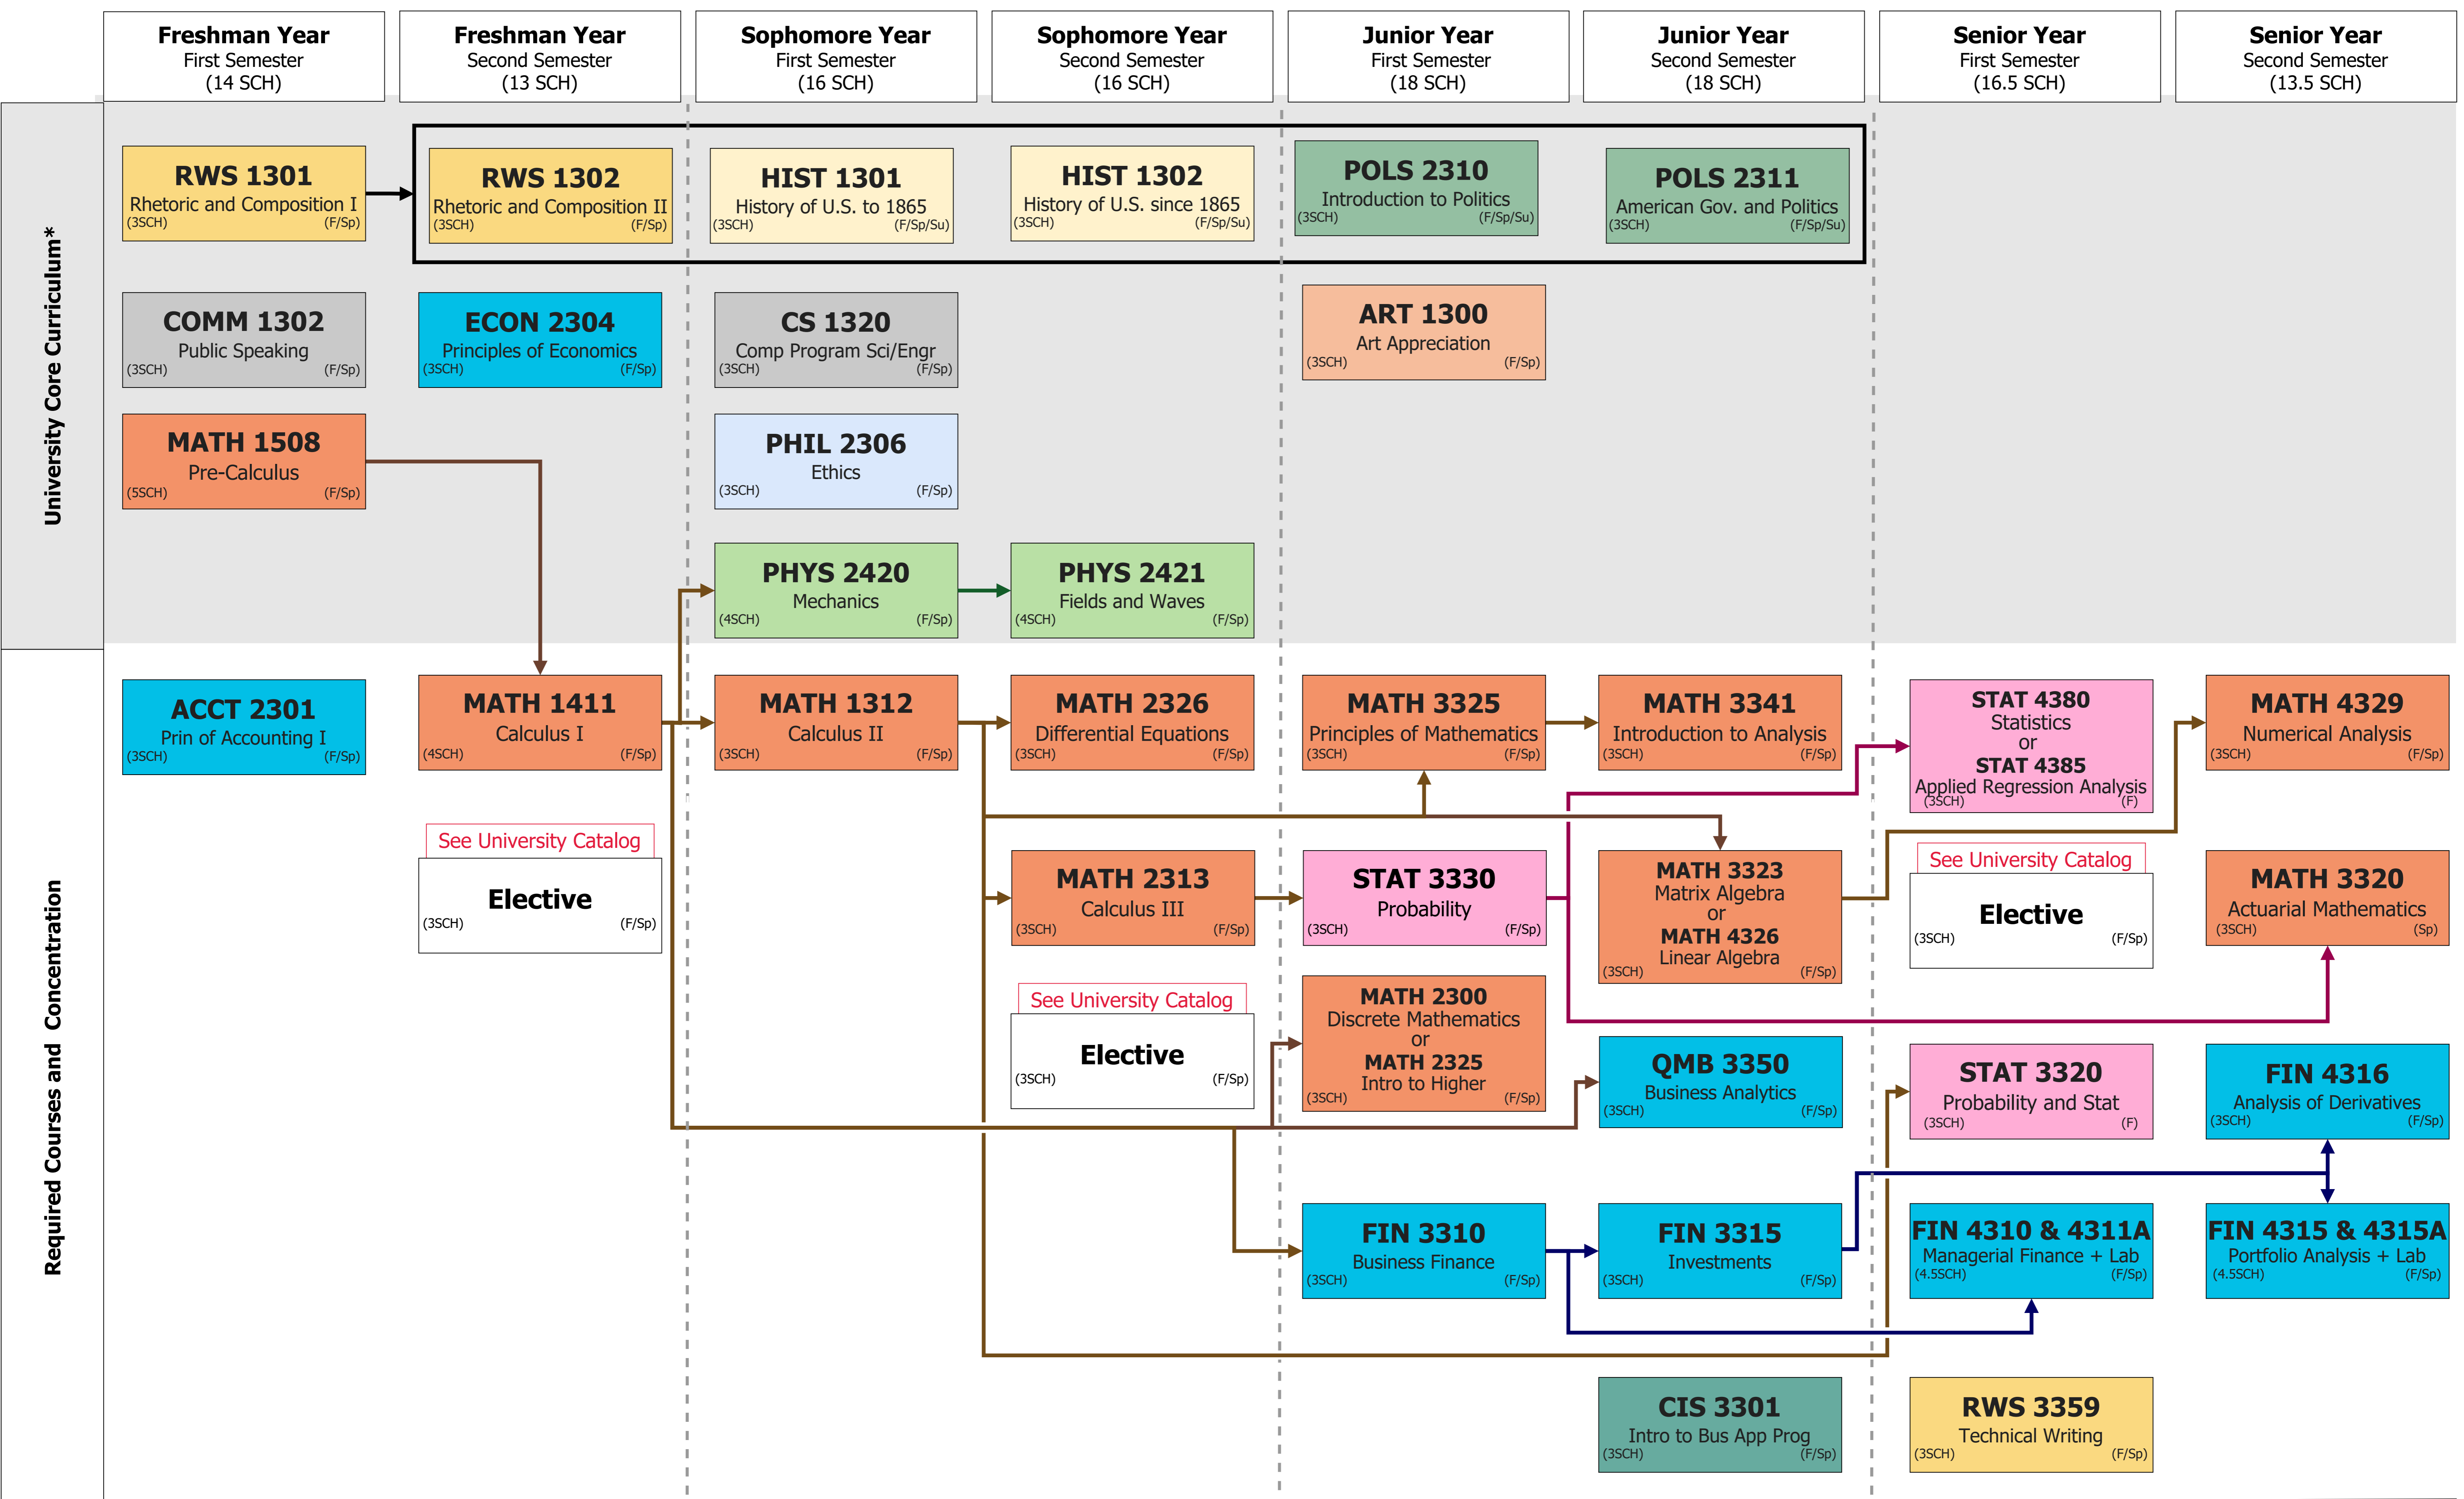 Freshman Year
First Semester
(14 SCH)
Freshman Year
Second Semester
(13 SCH)
Sophomore Year
First Semester
(16 SCH)
Sophomore Year
Second Semester
(16 SCH)
Junior Year
First Semester
(18 SCH)
Junior Year
Second Semester
(18 SCH)
Senior Year
First Semester
(16.5 SCH)
Senior Year
Second Semester
(13.5 SCH)
University Core Curriculum*
RWS 1301
Rhetoric and Composition I
(3SCH) (F/Sp)
RWS 1302
Rhetoric and Composition II
(3SCH) (F/Sp)
HIST 1301
History of U.S. to 1865
(3SCH) (F/Sp/Su)
HIST 1302
History of U.S. since 1865
(3SCH) (F/Sp/Su)
POLS 2310
Introduction to Politics
(3SCH) (F/Sp/Su)
POLS 2311
American Gov. and Politics
(3SCH) (F/Sp/Su)
COMM 1302
Public Speaking
(3SCH) (F/Sp)
ECON 2304
Principles of Economics
(3SCH) (F/Sp)
CS 1320
Comp Program Sci/Engr
(3SCH) (F/Sp)
ART 1300
Art Appreciation
(3SCH) (F/Sp)
MATH 1508
Pre-Calculus
(5SCH) (F/Sp)
PHIL 2306
Ethics
(3SCH) (F/Sp)
PHYS 2420
Mechanics
(4SCH) (F/Sp)
PHYS 2421
Fields and Waves
(4SCH) (F/Sp)
Required Courses and Concentration
ACCT 2301
Prin of Accounting I
(3SCH) (F/Sp)
MATH 1411
Calculus I
(4SCH) (F/Sp)
MATH 1312
Calculus II
(3SCH) (F/Sp)
MATH 2326
Differential Equations
(3SCH) (F/Sp)
MATH 3325
Principles of Mathematics
(3SCH) (F/Sp)
MATH 3341
Introduction to Analysis
(3SCH) (F/Sp)
STAT 4380
Statistics
or
STAT 4385
Applied Regression Analysis
(3SCH) (F)
MATH 4329
Numerical Analysis
(3SCH) (F/Sp)
See University Catalog
Elective
(3SCH) (F/Sp)
MATH 2313
Calculus III
(3SCH) (F/Sp)
STAT 3330
Probability
(3SCH) (F/Sp)
MATH 3323
Matrix Algebra
or
MATH 4326
Linear Algebra
(3SCH) (F/Sp)
See University Catalog
Elective
(3SCH) (F/Sp)
MATH 3320
Actuarial Mathematics
(3SCH) (Sp)
See University Catalog
Elective
(3SCH) (F/Sp)
MATH 2300
Discrete Mathematics
or
MATH 2325
Intro to Higher
(3SCH) (F/Sp)
QMB 3350
Business Analytics
(3SCH) (F/Sp)
STAT 3320
Probability and Stat
(3SCH) (F)
FIN 4316
Analysis of Derivatives
(3SCH) (F/Sp)
FIN 3310
Business Finance
(3SCH) (F/Sp)
FIN 3315
Investments
(3SCH) (F/Sp)
FIN 4310 & 4311A
Managerial Finance + Lab
(4.5SCH) (F/Sp)
FIN 4315 & 4315A
Portfolio Analysis + Lab
(4.5SCH) (F/Sp)
CIS 3301
Intro to Bus App Prog
(3SCH) (F/Sp)
RWS 3359
Technical Writing
(3SCH) (F/Sp)